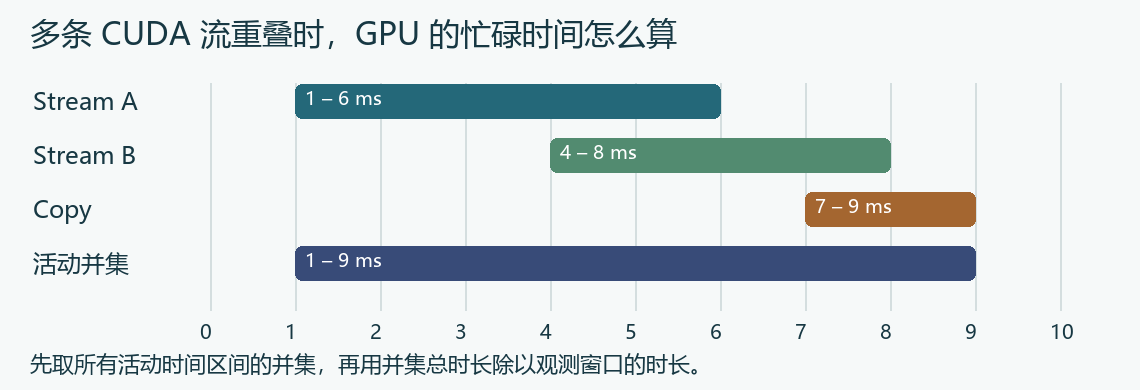 多条 CUDA 流重叠时，GPU 的忙碌时间怎么算
Stream A
1 – 6 ms
Stream B
4 – 8 ms
Copy
7 – 9 ms
活动并集
1 – 9 ms
0 1 2 3 4 5 6 7 8 9 10
先取所有活动时间区间的并集，再用并集总时长除以观测窗口的时长。